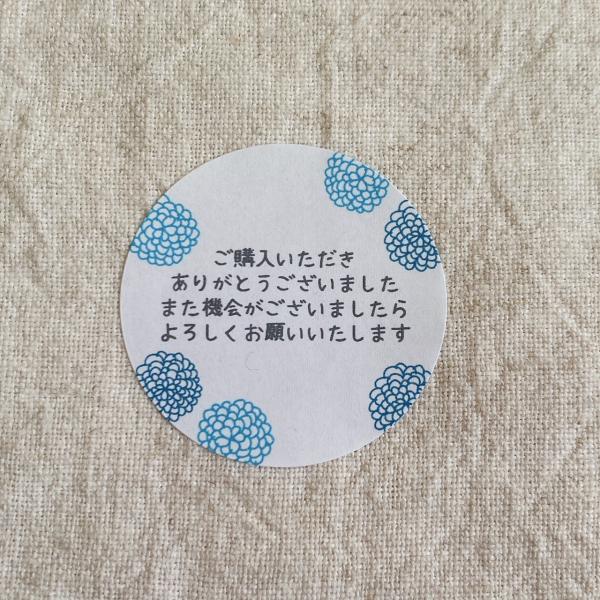 ご購入いただき
ありがとうございました
また機会がございましたら
よろしくお願いいたします